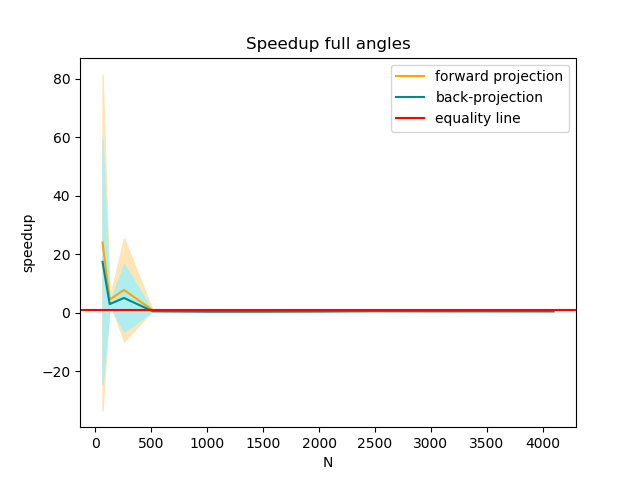 Speedup full angles
forward projection
back-projection
equality line
speedup
80
60
40
20
0
−20
0 500 1000 1500 2000 2500 3000 3500 4000
N